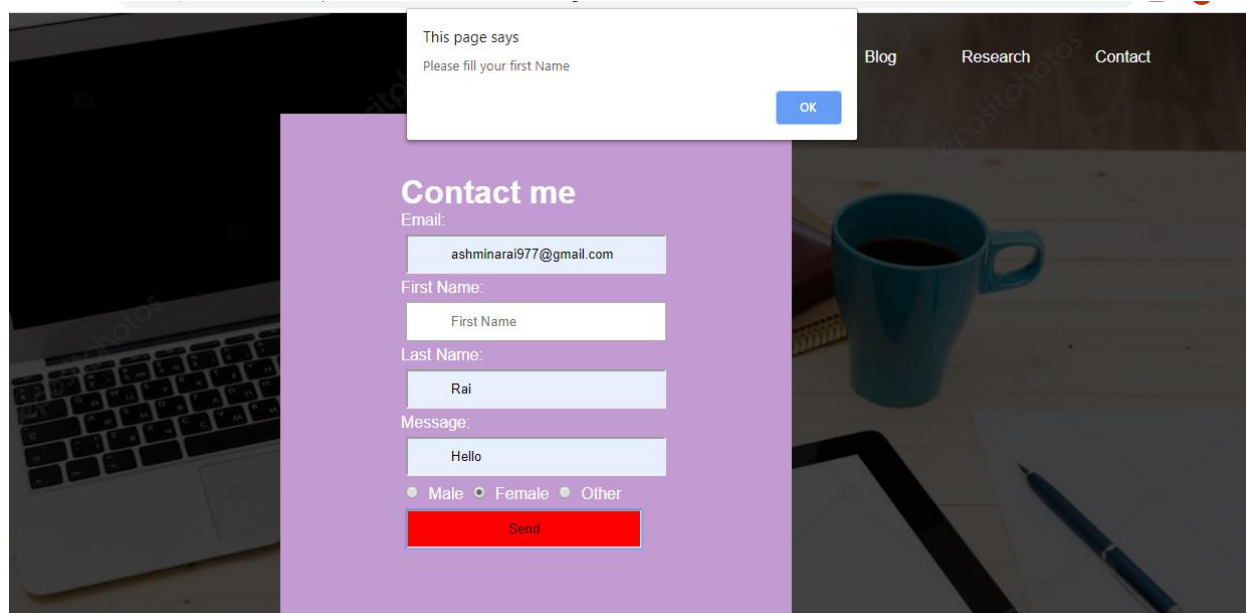 This page says
Please fill your first Name
OK
Blog Research Contact
Contact me
Email:
ashminarai977@gmail.com
First Name:
First Name
Last Name:
Rai
Message:
Hello
Male Female Other
Send
depositphotos